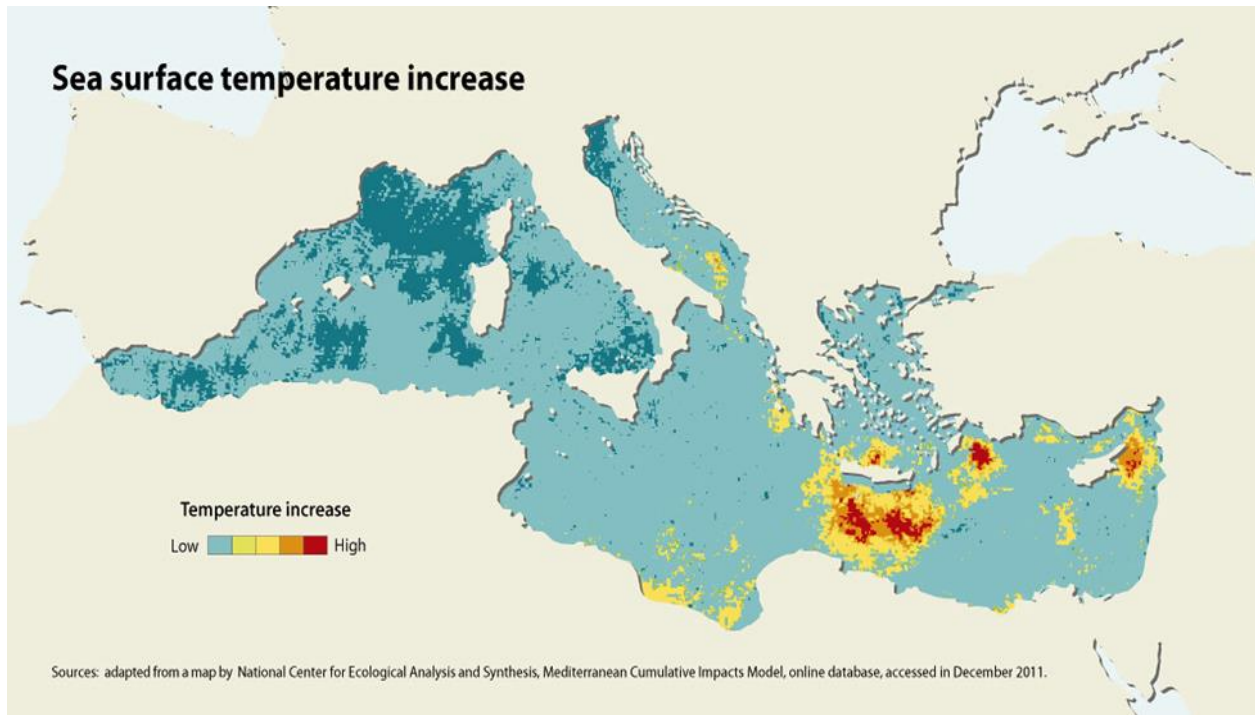 Sea surface temperature increase
Temperature increase
Low High
Sources: adapted from a map by National Center for Ecological Analysis and Synthesis, Mediterranean Cumulative Impacts Model, online database, accessed in December 2011.